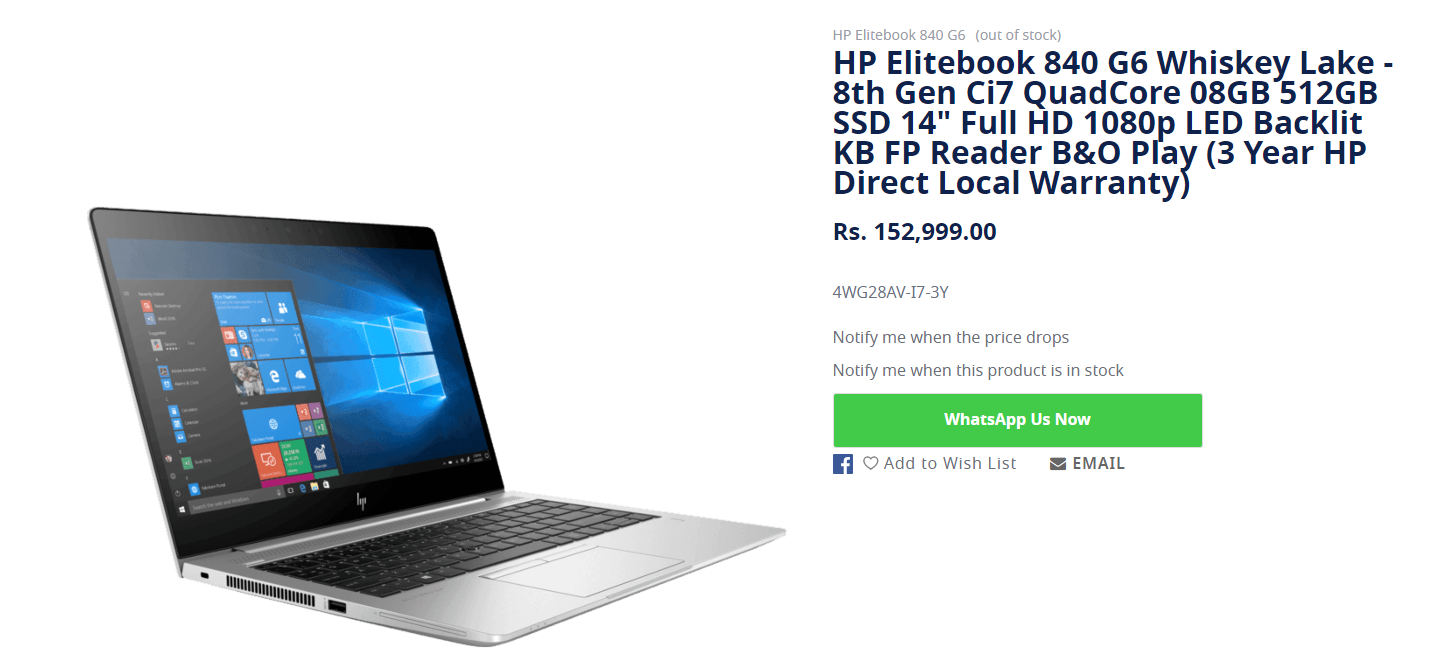 HP Elitebook 840 G6 (out of stock)
HP Elitebook 840 G6 Whiskey Lake -
8th Gen Ci7 QuadCore 08GB 512GB
SSD 14" Full HD 1080p LED Backlit
KB FP Reader B&O Play (3 Year HP
Direct Local Warranty)
Rs. 152,999.00
4WG28AV-I7-3Y
Notify me when the price drops
Notify me when this product is in stock
WhatsApp Us Now
Add to Wish List EMAIL
hp